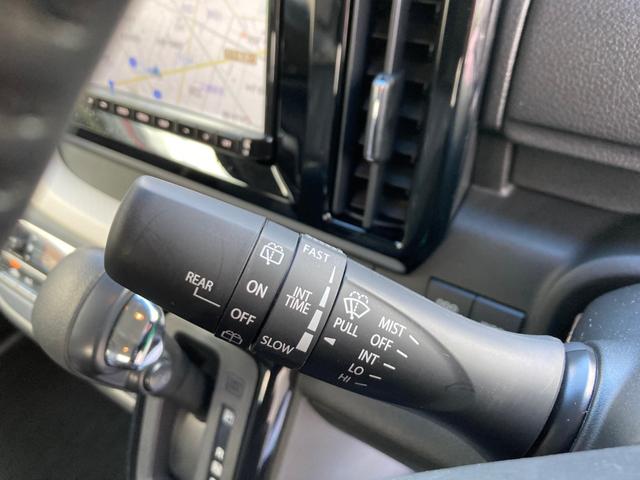 REAR
ON
OFF
FAST
INT
TIME
SLOW
PULL
MIST
OFF
INT
LO
HI